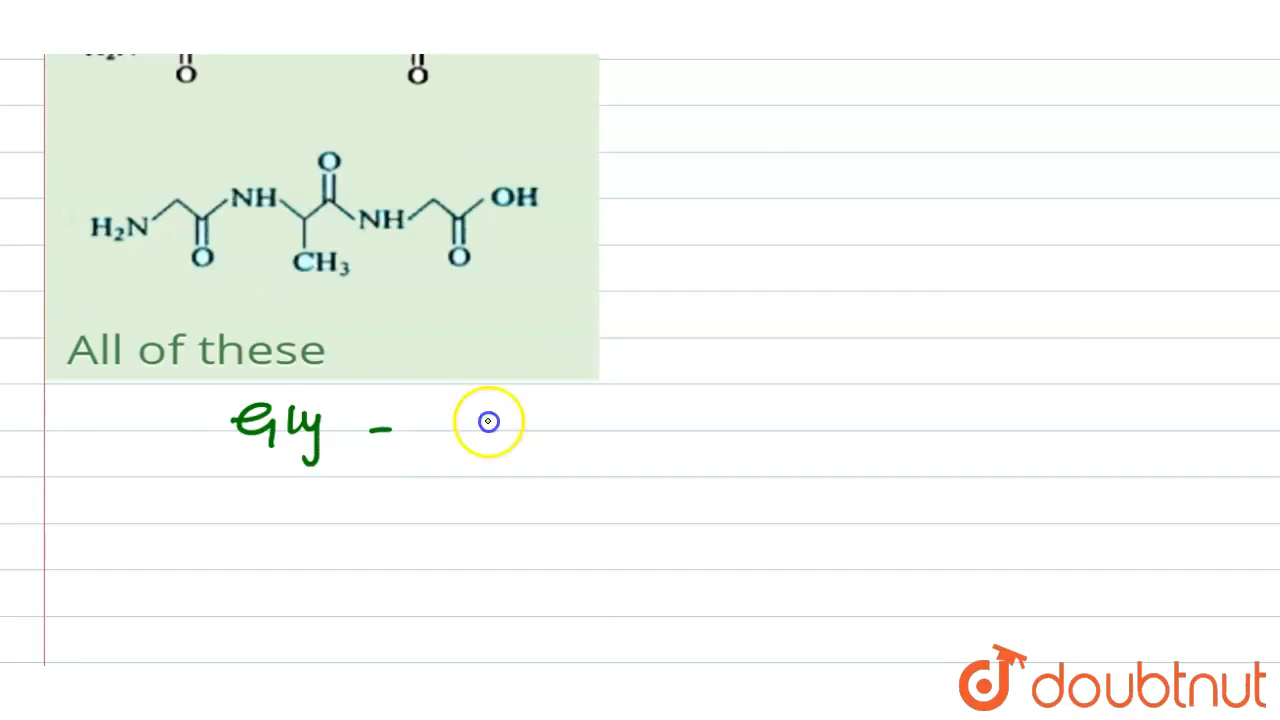 O O
O
H₂N NH NH OH
O CH₃ O
All of these
Gly -
doubtnut